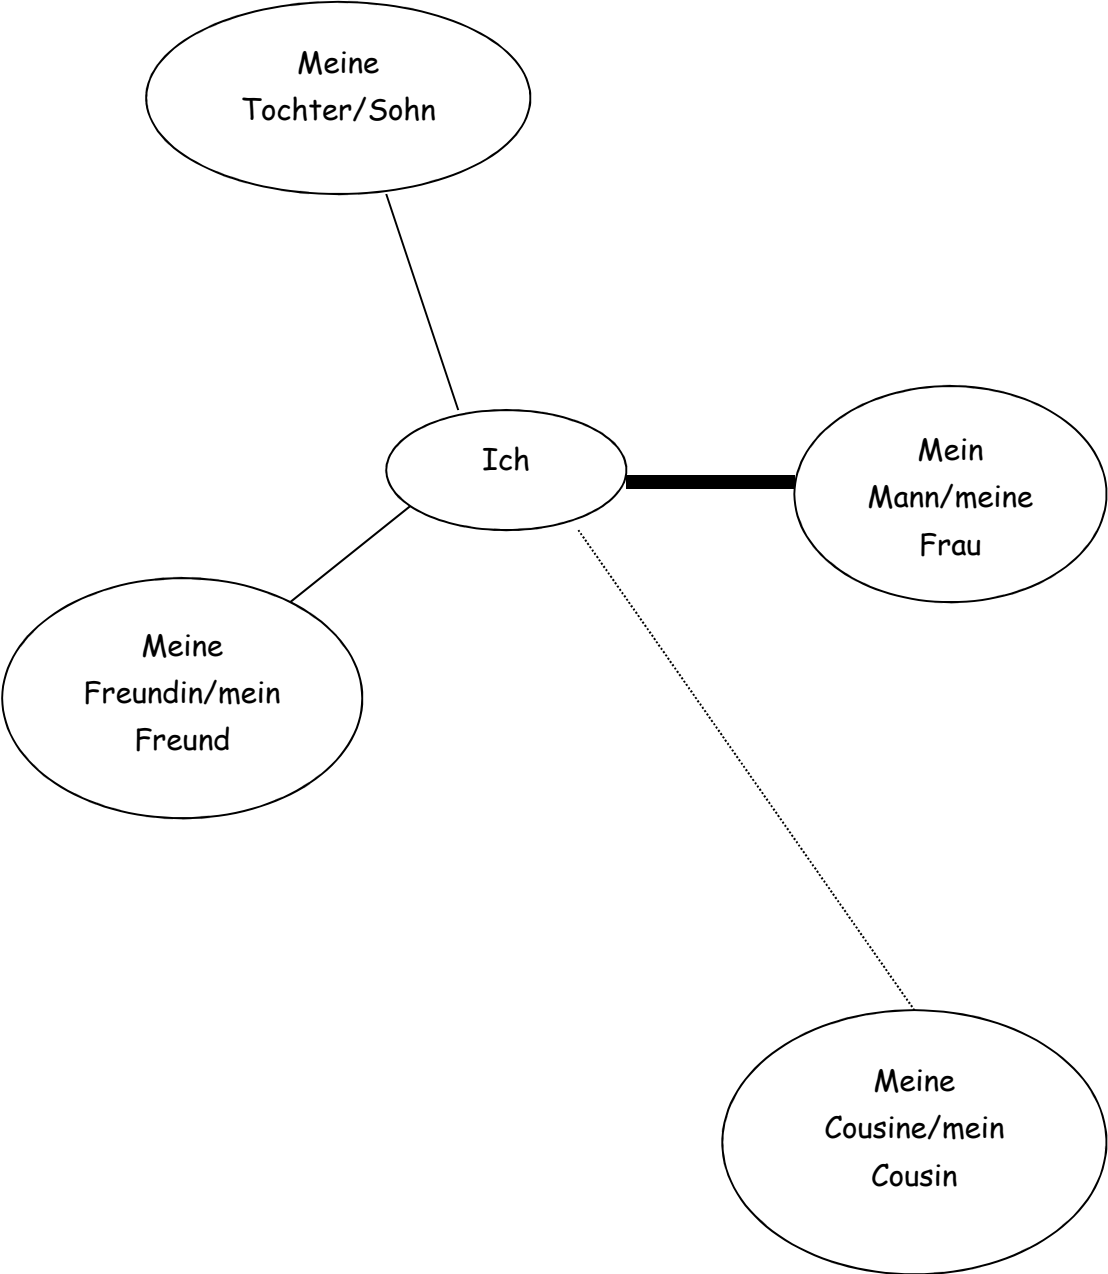 Meine
Tochter/Sohn
Ich
Mein
Mann/meine
Frau
Meine
Freundin/mein
Freund
Meine
Cousine/mein
Cousin